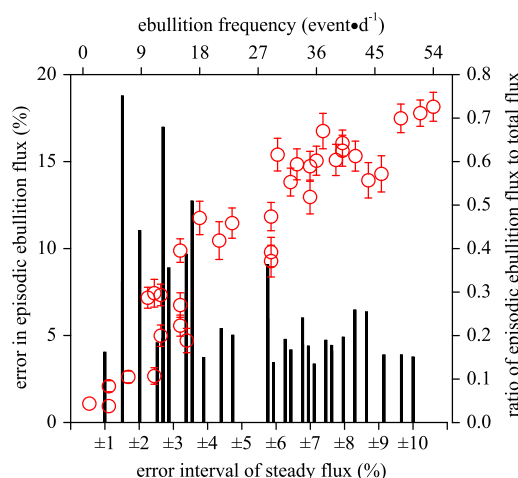 ebullition frequency (event•d⁻¹)
0 9 18 27 36 45 54
error in episodic ebullition flux (%)
20
15
10
5
0
0.8
0.7
0.6
0.5
0.4
0.3
0.2
0.1
0.0
ratio of episodic ebullition flux to total flux
±1 ±2 ±3 ±4 ±5 ±6 ±7 ±8 ±9 ±10
error interval of steady flux (%)